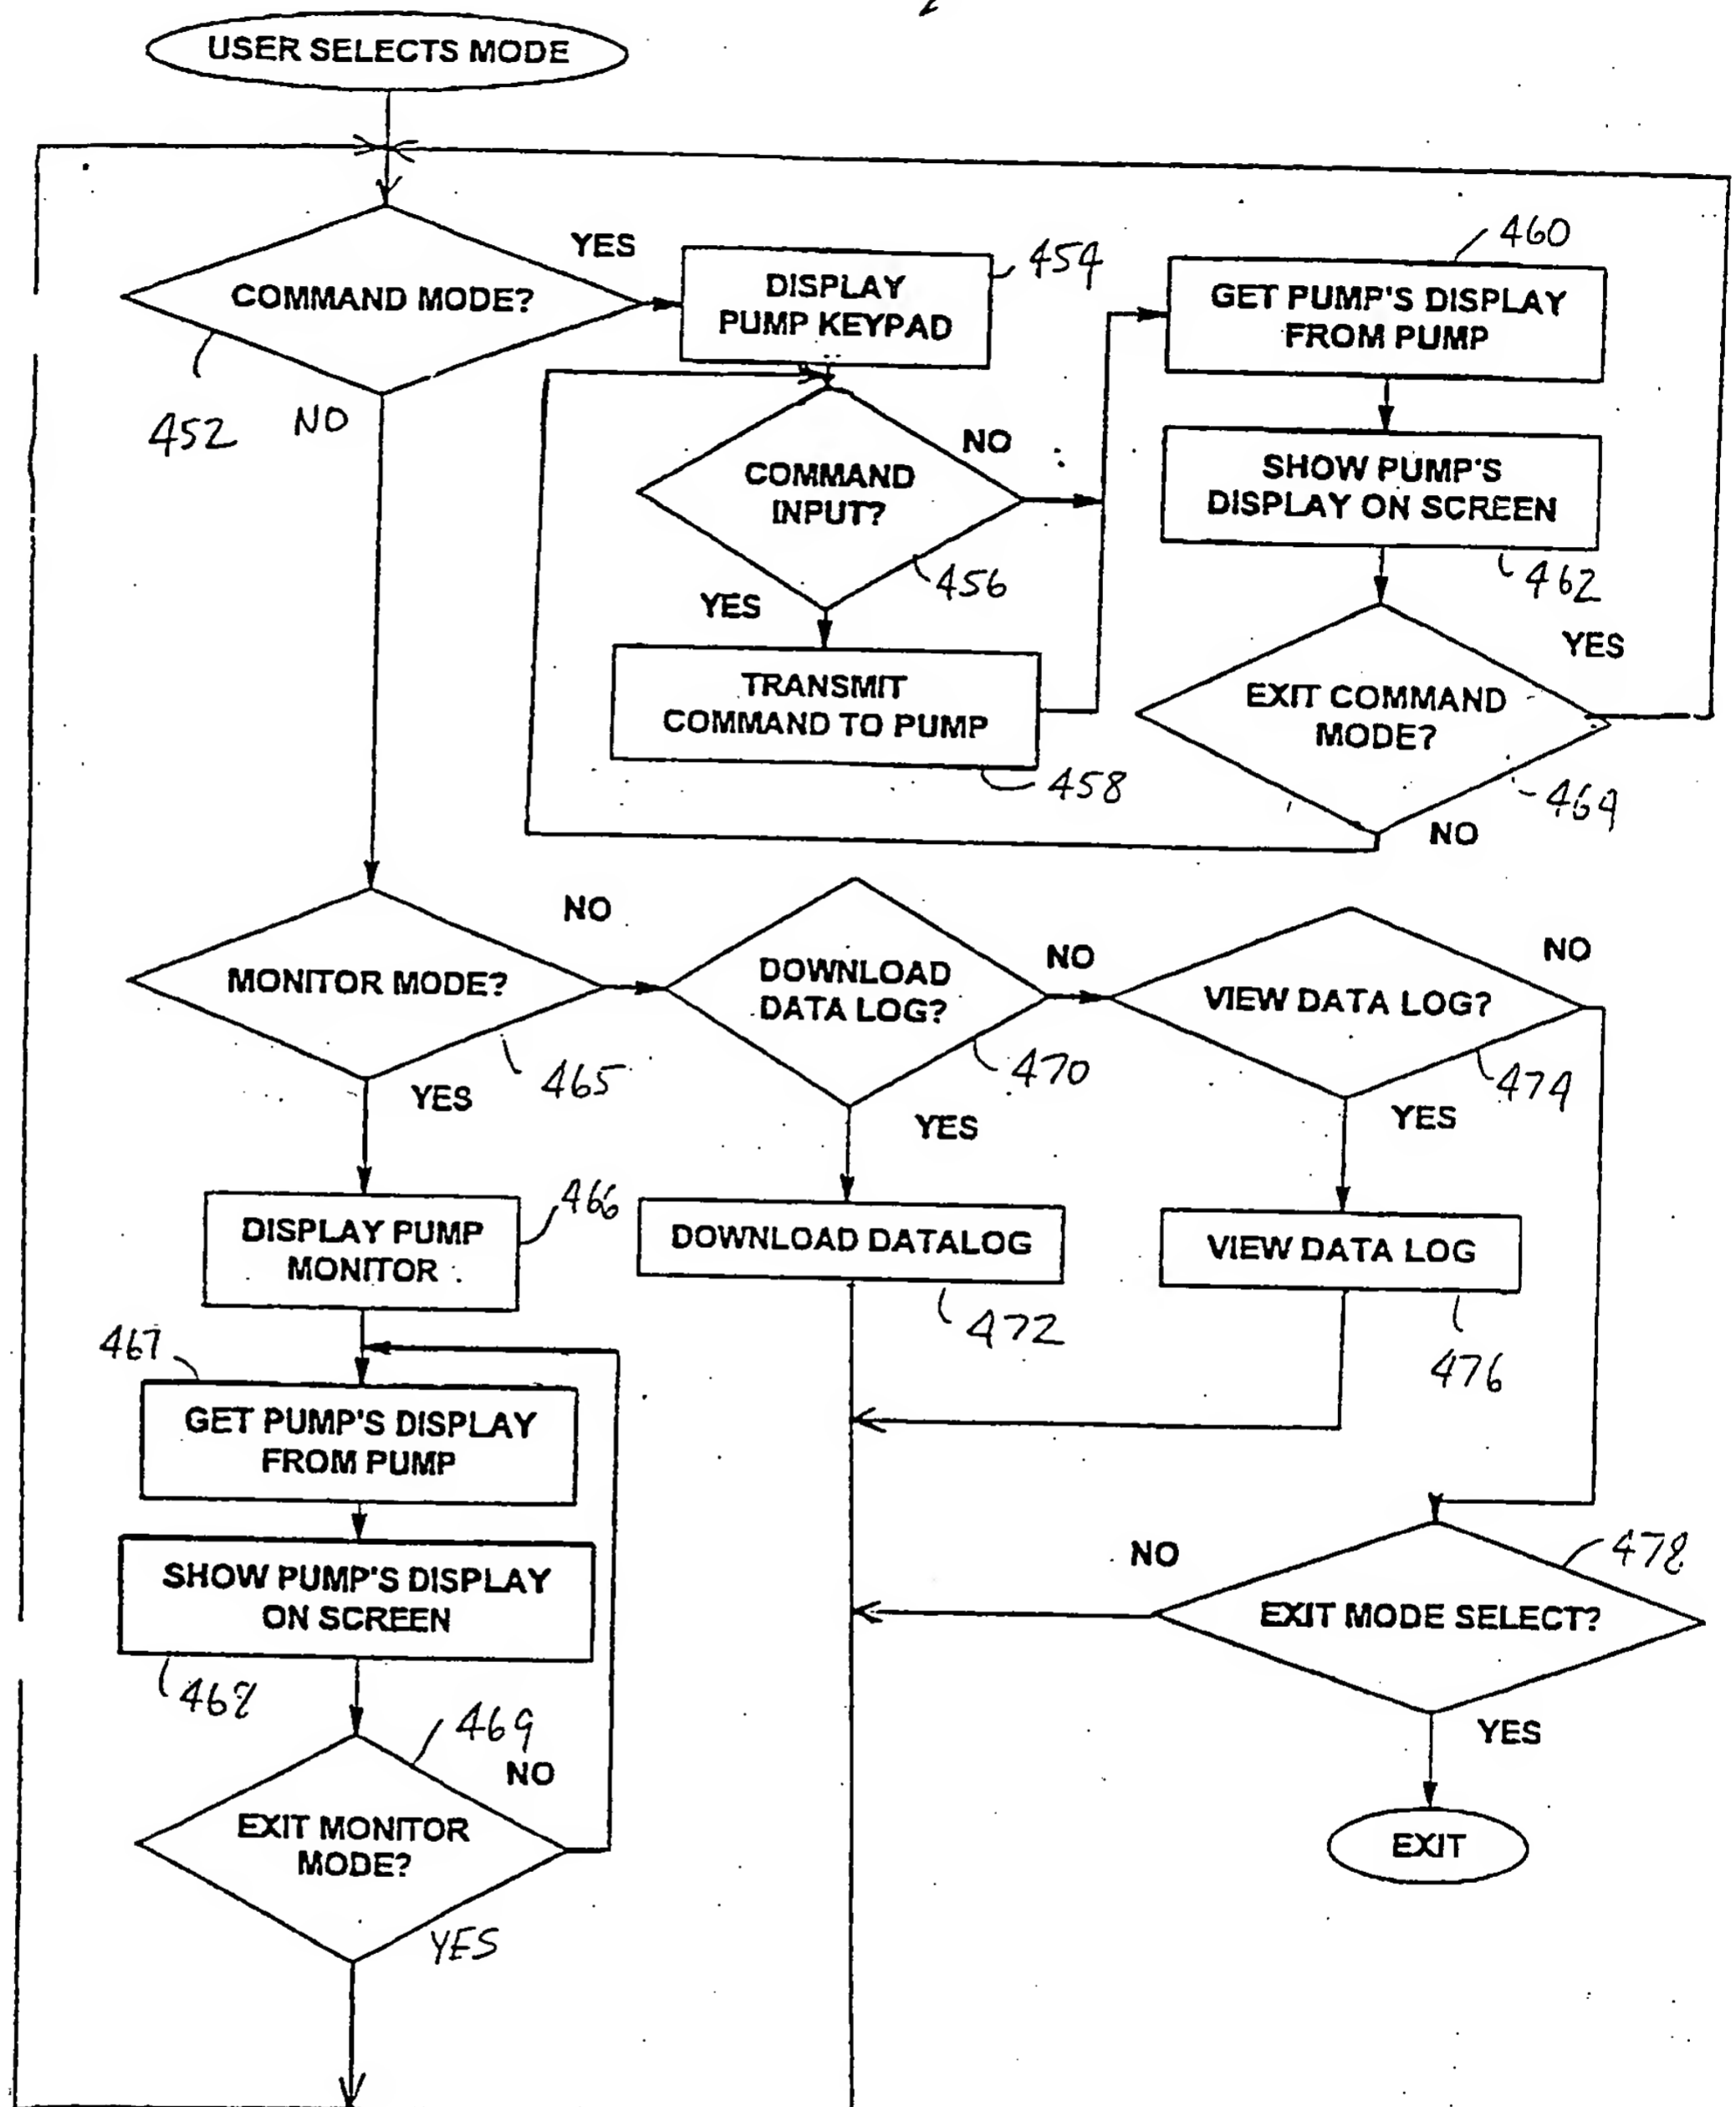 USER SELECTS MODE
COMMAND MODE?
YES
452
NO
DISPLAY
PUMP KEYPAD
454
COMMAND
INPUT?
NO
456
YES
TRANSMIT
COMMAND TO PUMP
458
GET PUMP'S DISPLAY
FROM PUMP
460
SHOW PUMP'S
DISPLAY ON SCREEN
462
EXIT COMMAND
MODE?
YES
464
NO
MONITOR MODE?
NO
465
YES
DOWNLOAD
DATA LOG?
NO
470
YES
VIEW DATA LOG?
NO
474
YES
DISPLAY PUMP
MONITOR
466
DOWNLOAD DATALOG
472
VIEW DATA LOG
476
467
GET PUMP'S DISPLAY
FROM PUMP
SHOW PUMP'S DISPLAY
ON SCREEN
468
469
NO
EXIT MONITOR
MODE?
YES
NO
478
EXIT MODE SELECT?
YES
EXIT